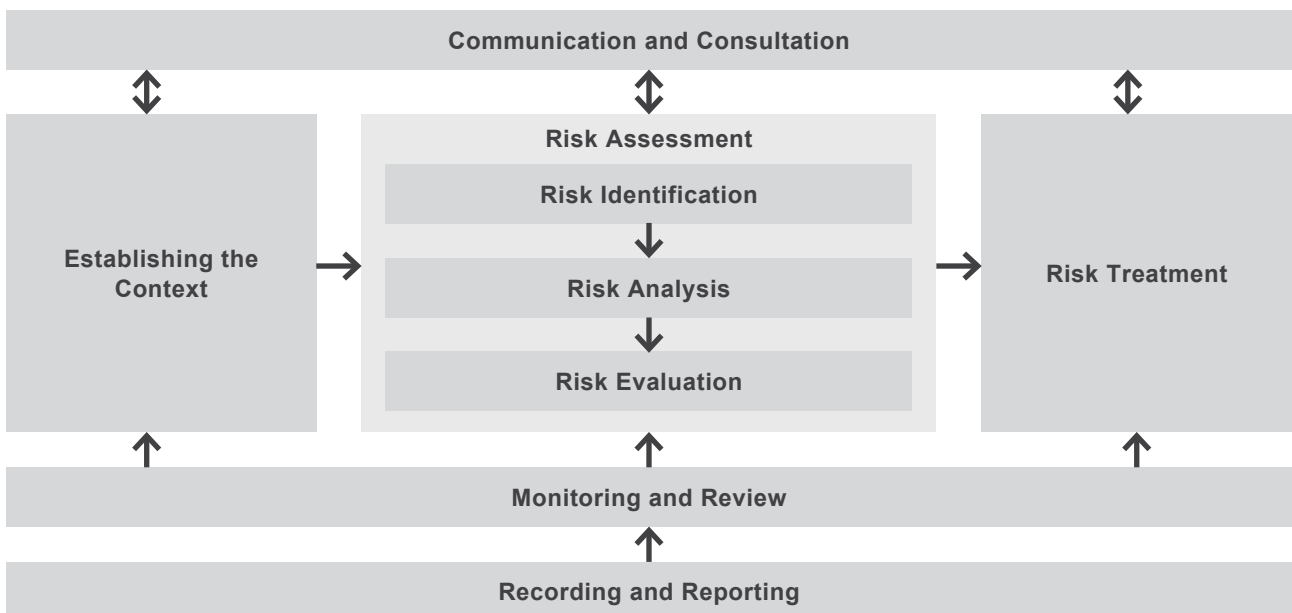 Communication and Consultation
Risk Assessment
Risk Identification
Establishing the
Context
Risk Analysis
Risk Treatment
Risk Evaluation
Monitoring and Review
Recording and Reporting